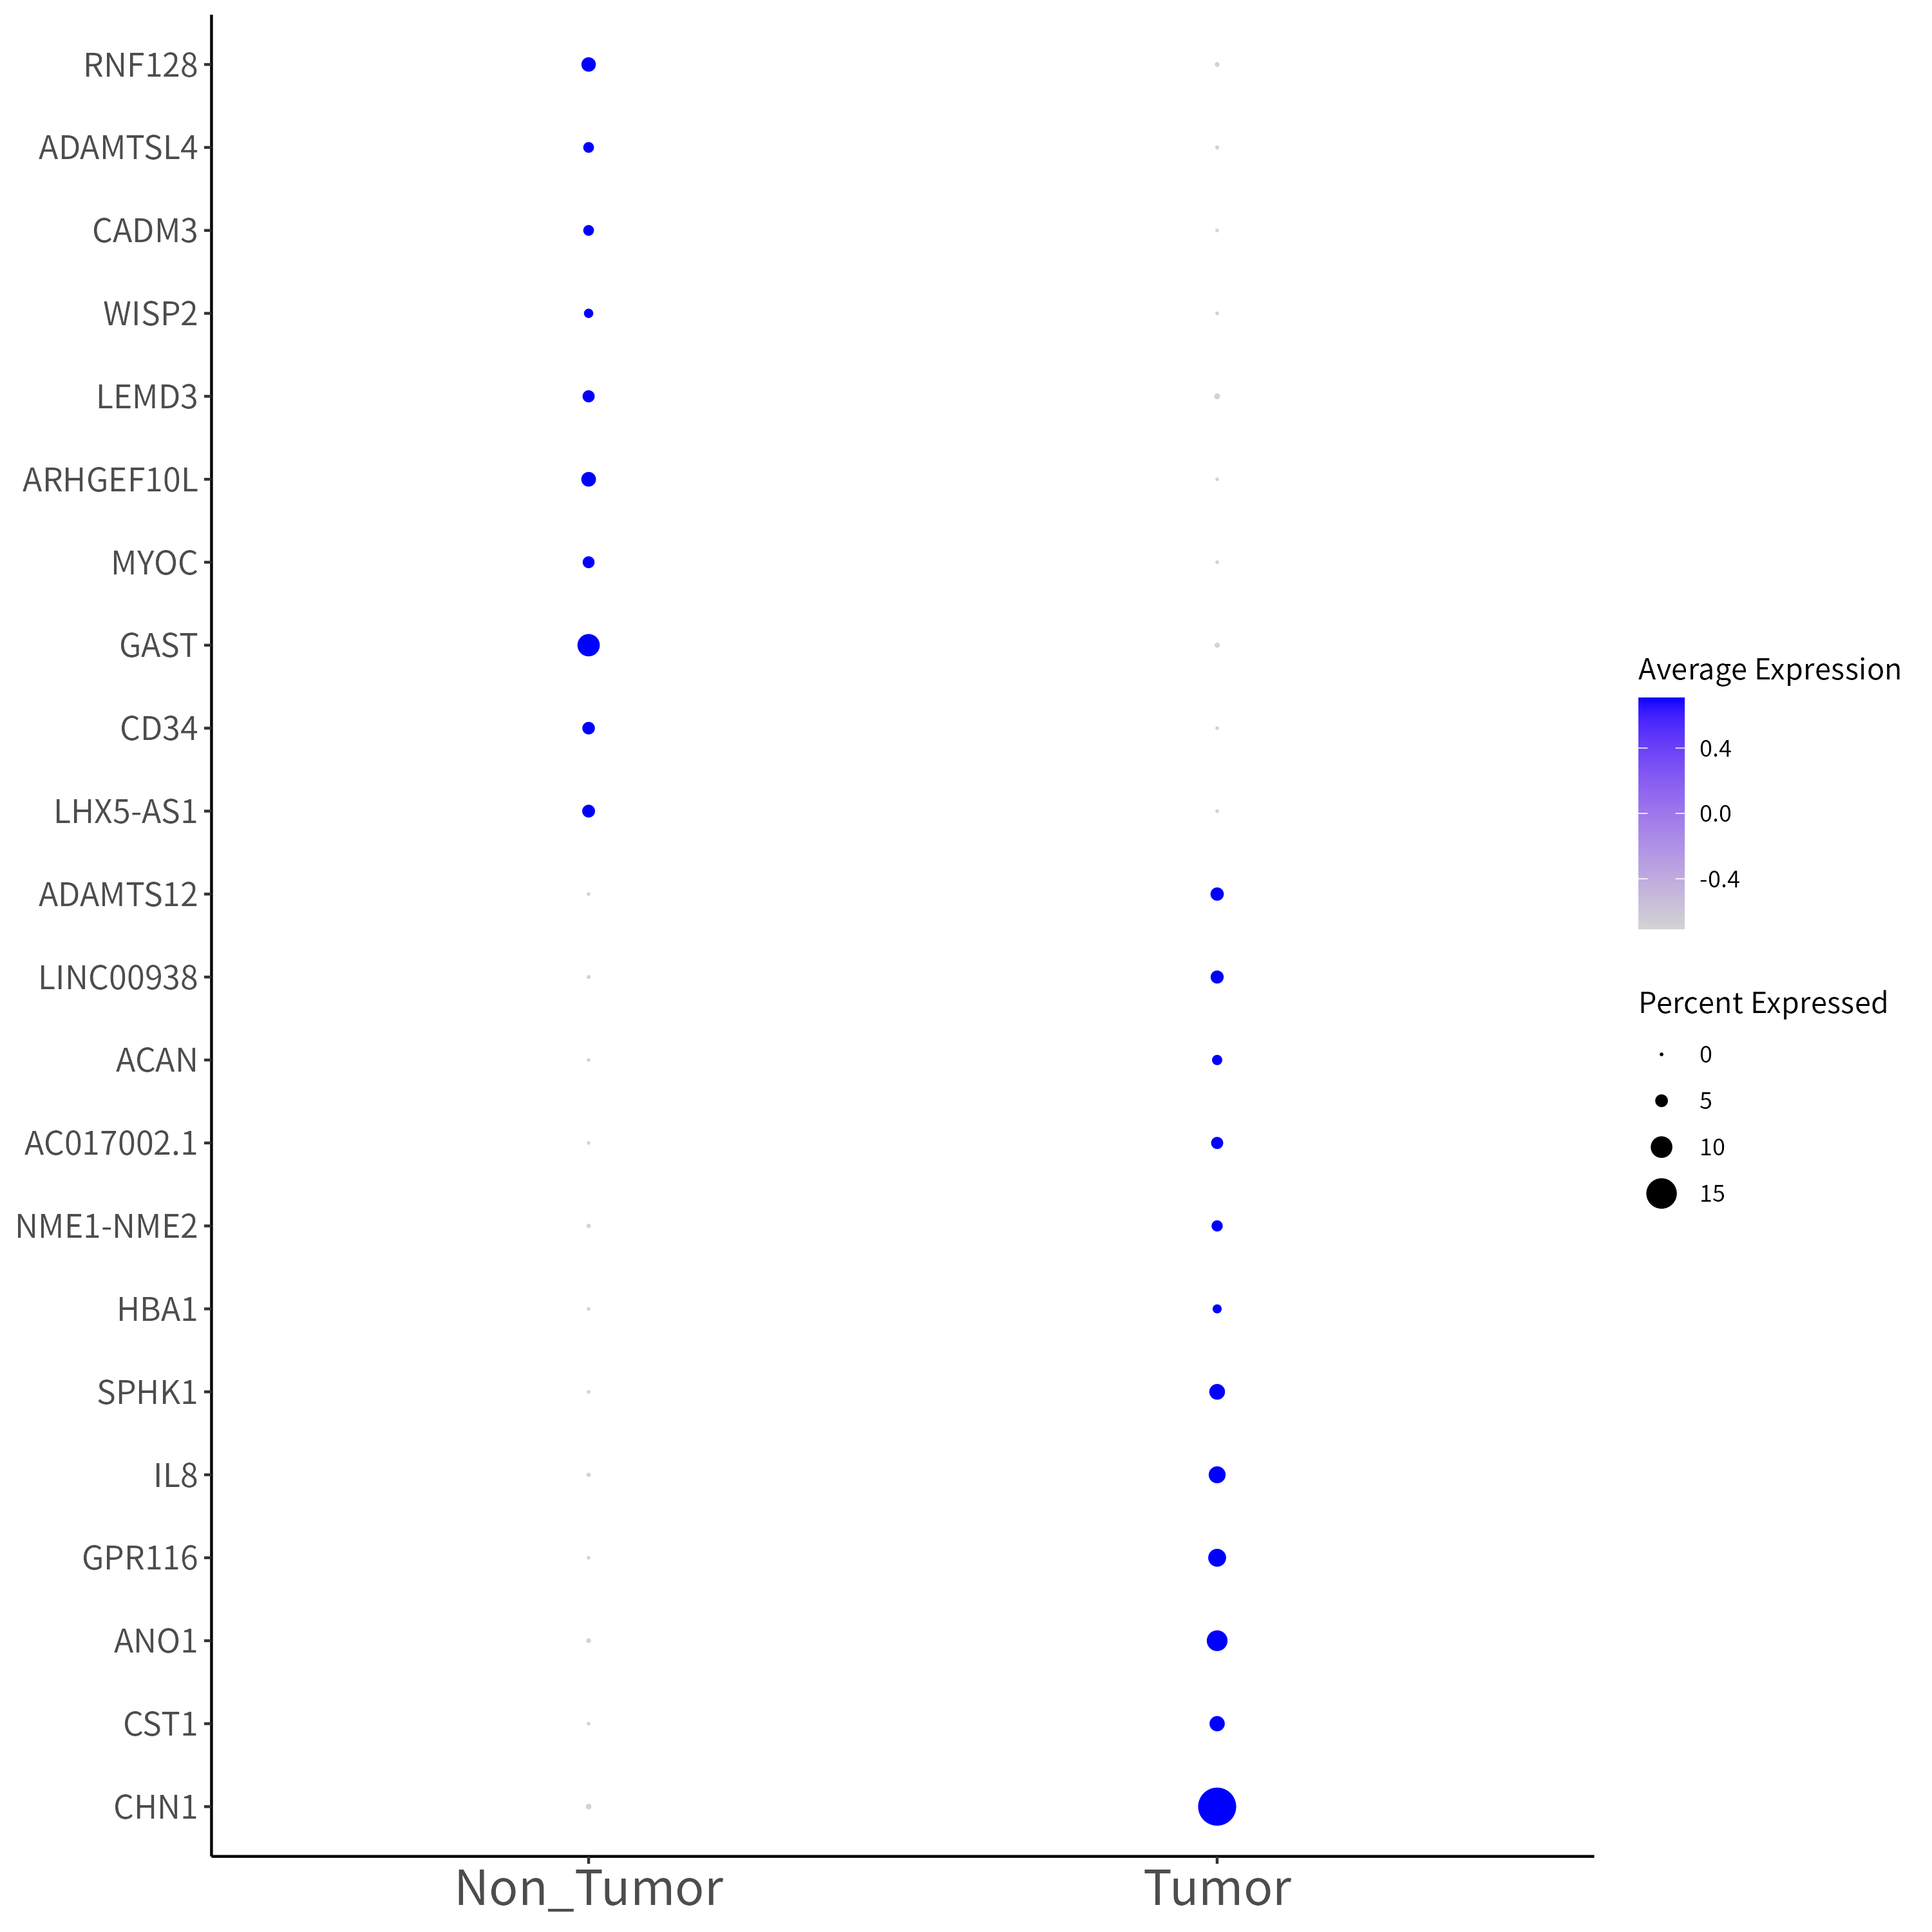 RNF128
ADAMTSL4
CADM3
WISP2
LEMD3
ARHGEF10L
MYOC
GAST
CD34
LHX5-AS1
ADAMTS12
LINC00938
ACAN
AC017002.1
NME1-NME2
HBA1
SPHK1
IL8
GPR116
ANO1
CST1
CHN1
Non_Tumor
Tumor
Average Expression
0.4
0.0
-0.4
Percent Expressed
0
5
10
15